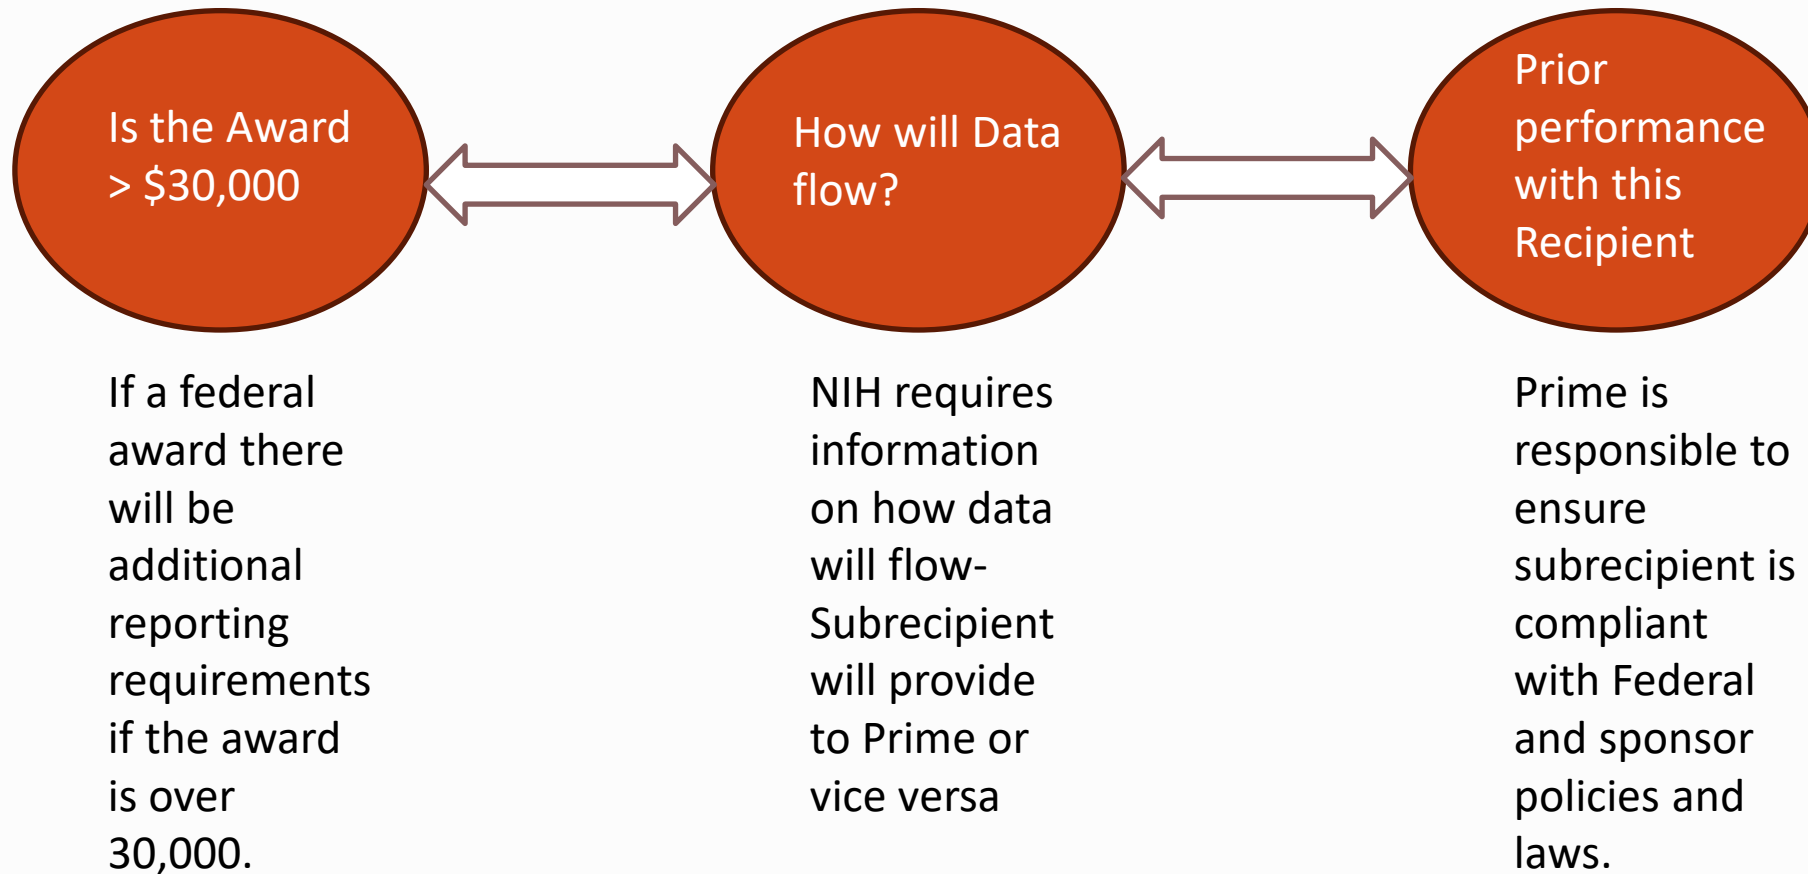 Is the Award
> $30,000
How will Data
flow?
Prior
performance
with this
Recipient
If a federal
award there
will be
additional
reporting
requirements
if the award
is over
30,000.
NIH requires
information
on how data
will flow-
Subrecipient
will provide
to Prime or
vice versa
Prime is
responsible to
ensure
subrecipient is
compliant
with Federal
and sponsor
policies and
laws.